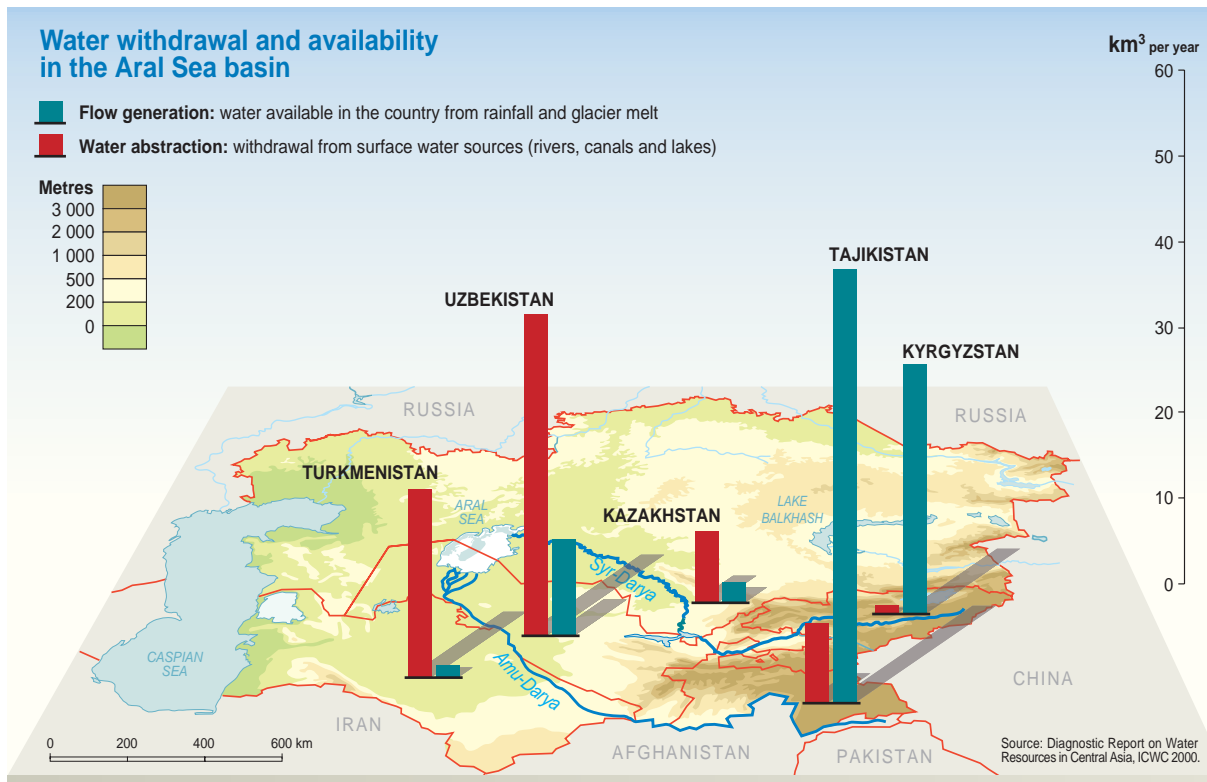 Water withdrawal and availability
in the Aral Sea basin
Flow generation: water available in the country from rainfall and glacier melt
Water abstraction: withdrawal from surface water sources (rivers, canals and lakes)
km³ per year
60
50
40
30
20
10
0
Metres
3 000
2 000
1 000
500
200
0
TAJIKISTAN
UZBEKISTAN
KYRGYZSTAN
RUSSIA
RUSSIA
TURKMENISTAN
ARAL
SEA
KAZAKHSTAN
LAKE
BALKHASH
Syr-Darya
CASPIAN
SEA
Amu-Darya
CHINA
IRAN
AFGHANISTAN
PAKISTAN
0 200 400 600 km
Source: Diagnostic Report on Water
Resources in Central Asia, ICWC 2000.